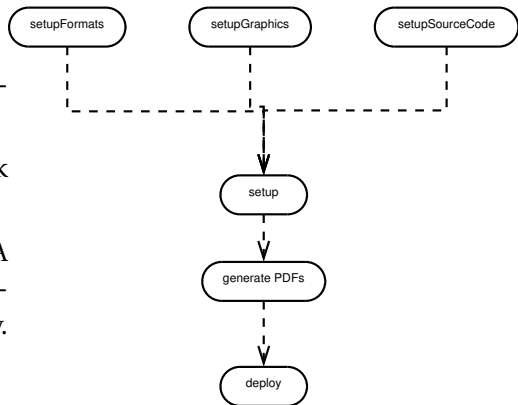 setupFormats setupGraphics setupSourceCode
setup
A
generate PDFs
deploy